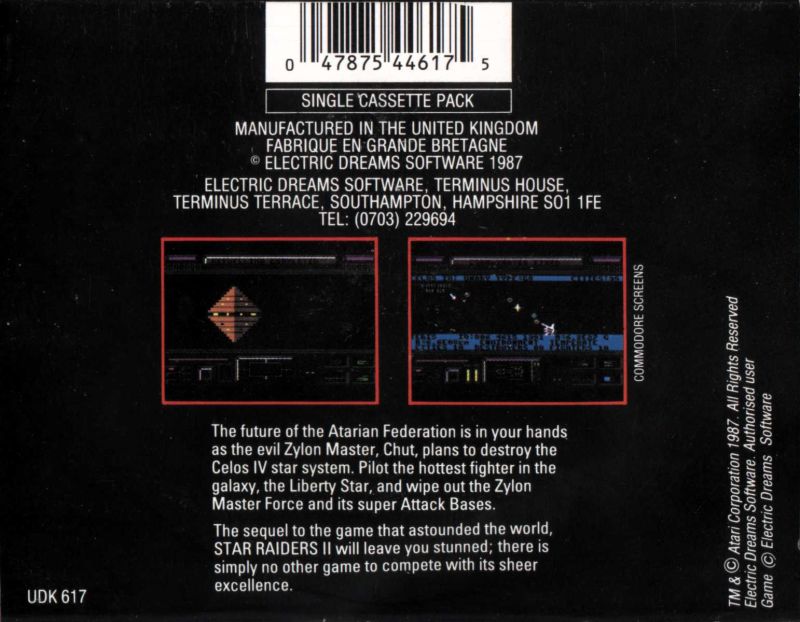 0 47875 44617 5
SINGLE CASSETTE PACK
MANUFACTURED IN THE UNITED KINGDOM
FABRIQUE EN GRANDE BRETAGNE
© ELECTRIC DREAMS SOFTWARE 1987
ELECTRIC DREAMS SOFTWARE, TERMINUS HOUSE,
TERMINUS TERRACE, SOUTHAMPTON, HAMPSHIRE SO1 1FE
TEL: (0703) 229694
COMMODORE SCREENS
The future of the Atarian Federation is in your hands
as the evil Zylon Master, Chut, plans to destroy the
Celos IV star system. Pilot the hottest fighter in the
galaxy, the Liberty Star, and wipe out the Zylon
Master Force and its super Attack Bases.
The sequel to the game that astounded the world,
STAR RAIDERS II will leave you stunned; there is
simply no other game to compete with its sheer
excellence.
UDK 617
TM & © Atari Corporation 1987. All Rights Reserved
Electric Dreams Software. Authorised user
Game © Electric Dreams Software